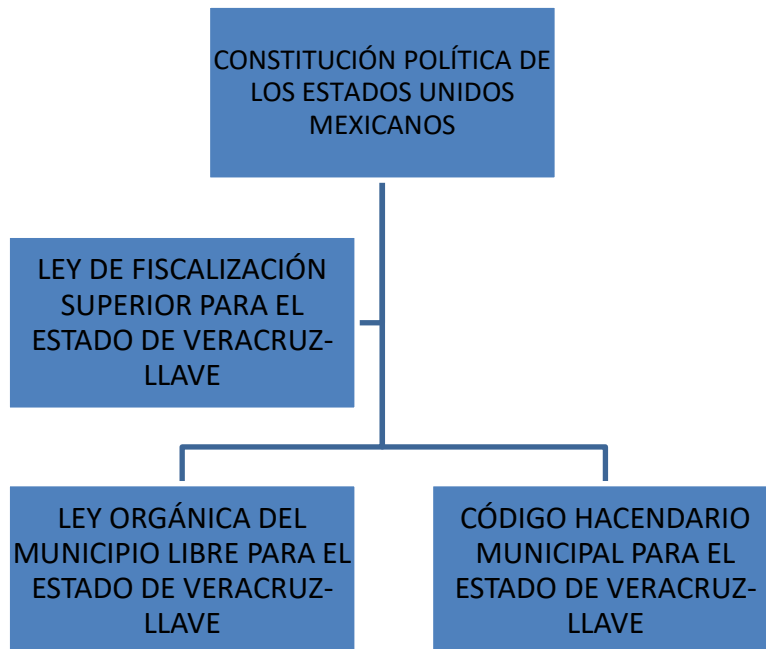 CONSTITUCIÓN POLÍTICA DE
LOS ESTADOS UNIDOS
MEXICANOS
LEY DE FISCALIZACIÓN
SUPERIOR PARA EL
ESTADO DE VERACRUZ-
LLAVE
LEY ORGÁNICA DEL
MUNICIPIO LIBRE PARA EL
ESTADO DE VERACRUZ-
LLAVE
CÓDIGO HACENDARIO
MUNICIPAL PARA EL
ESTADO DE VERACRUZ-
LLAVE